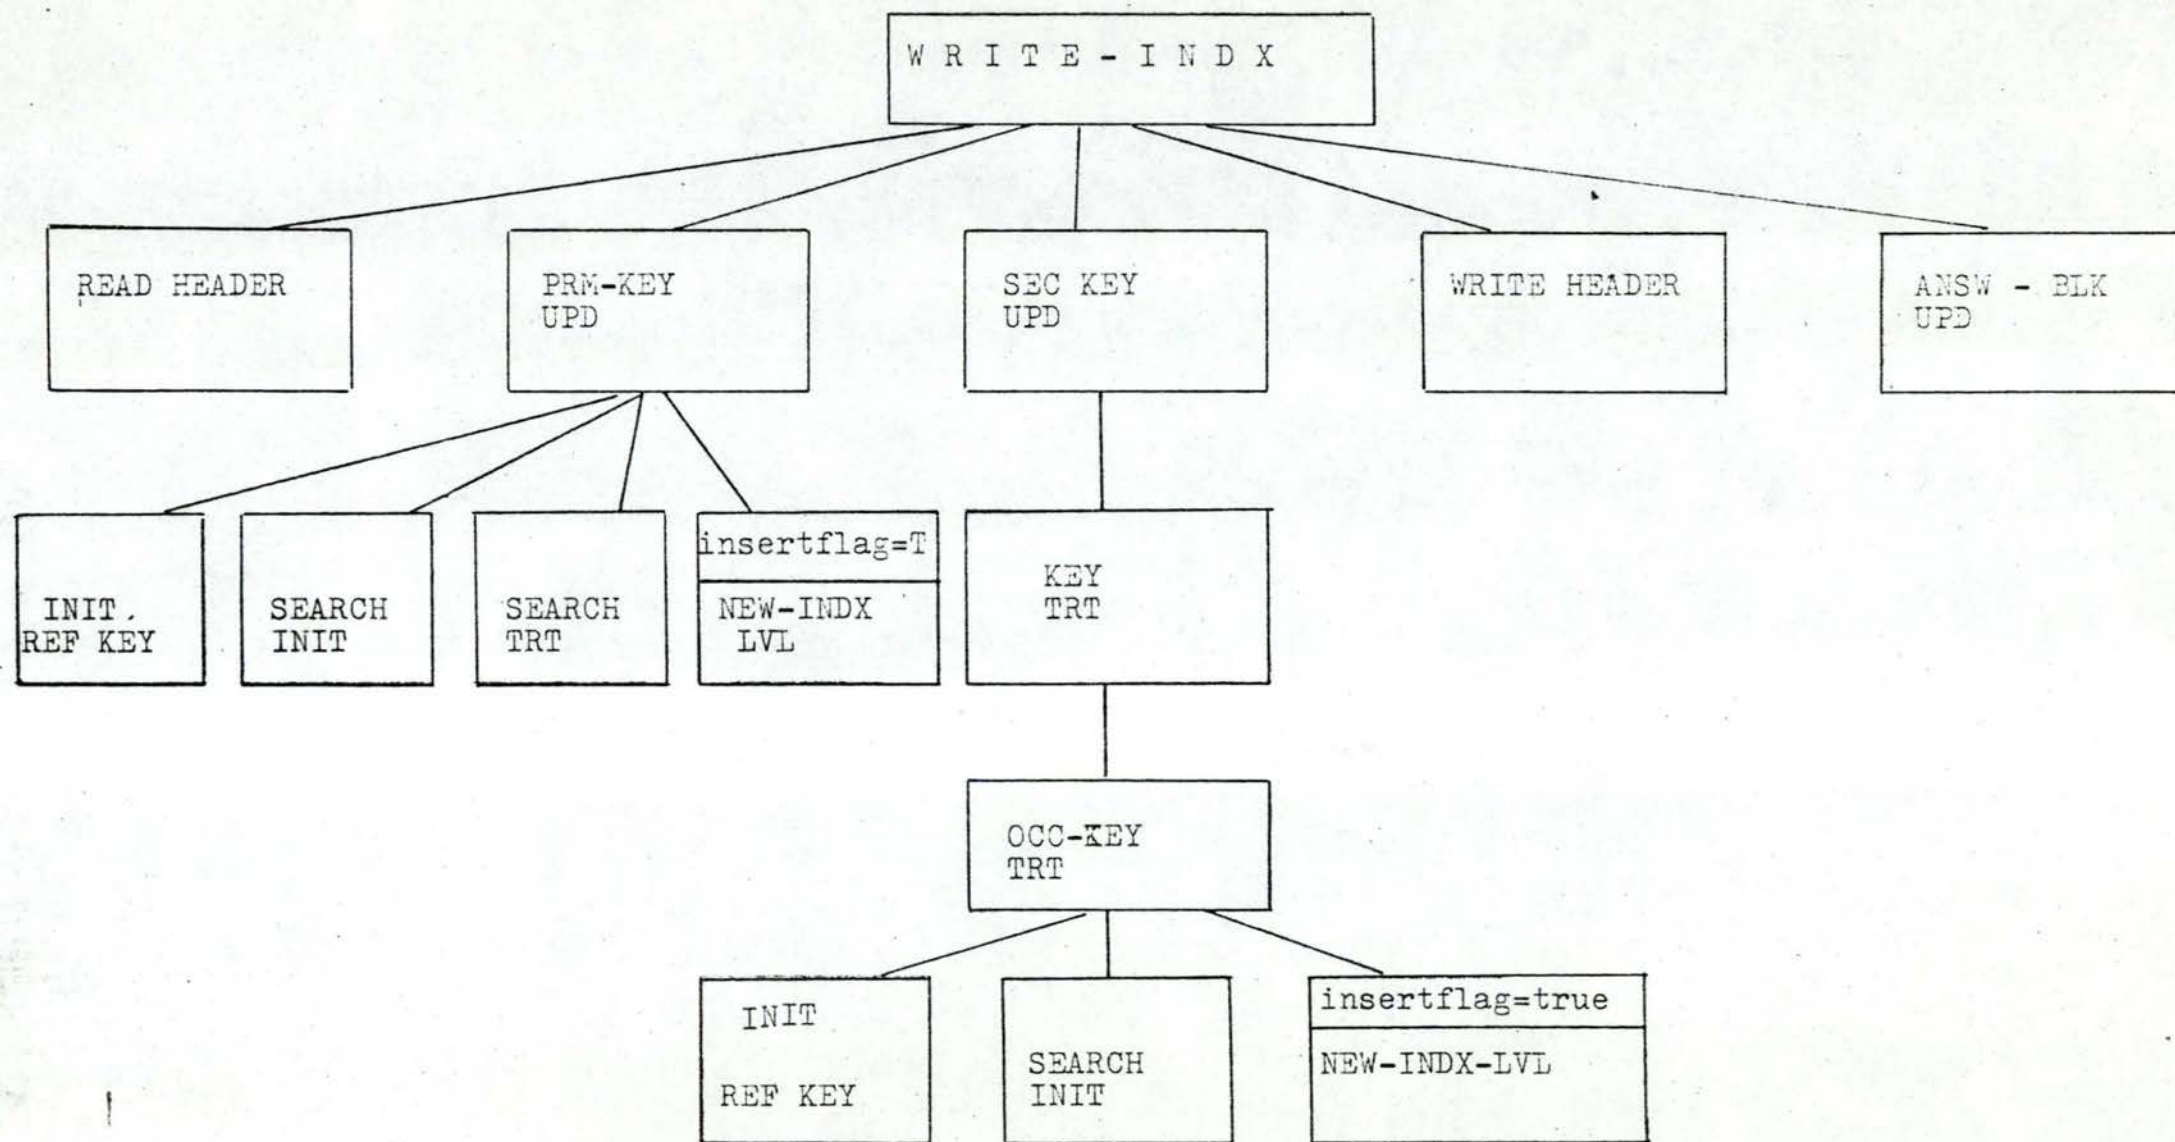 WRITE-INDX
READ HEADER
PRM-KEY
UPD
SEC KEY
UPD
WRITE HEADER
ANSW - BLK
UPD
INIT.
REF KEY
SEARCH
INIT
SEARCH
TRT
insertflag=T
NEW-INDX
LVL
KEY
TRT
OCC-KEY
TRT
INIT
REF KEY
SEARCH
INIT
insertflag=true
NEW-INDX-LVL